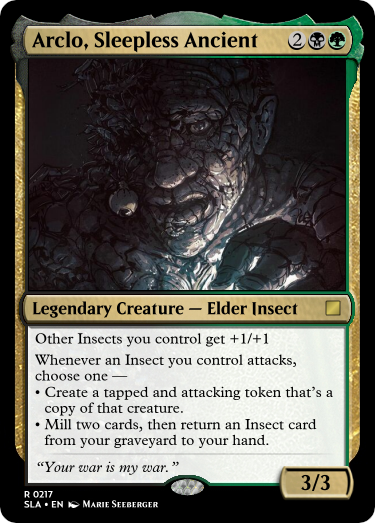 Arclo, Sleepless Ancient 2
Legendary Creature — Elder Insect
Other Insects you control get +1/+1
Whenever an Insect you control attacks,
choose one —
• Create a tapped and attacking token that's a
copy of that creature.
• Mill two cards, then return an Insect card
from your graveyard to your hand.
“Your war is my war.”
3/3
R 0217
SLA • EN Marie Seeberger